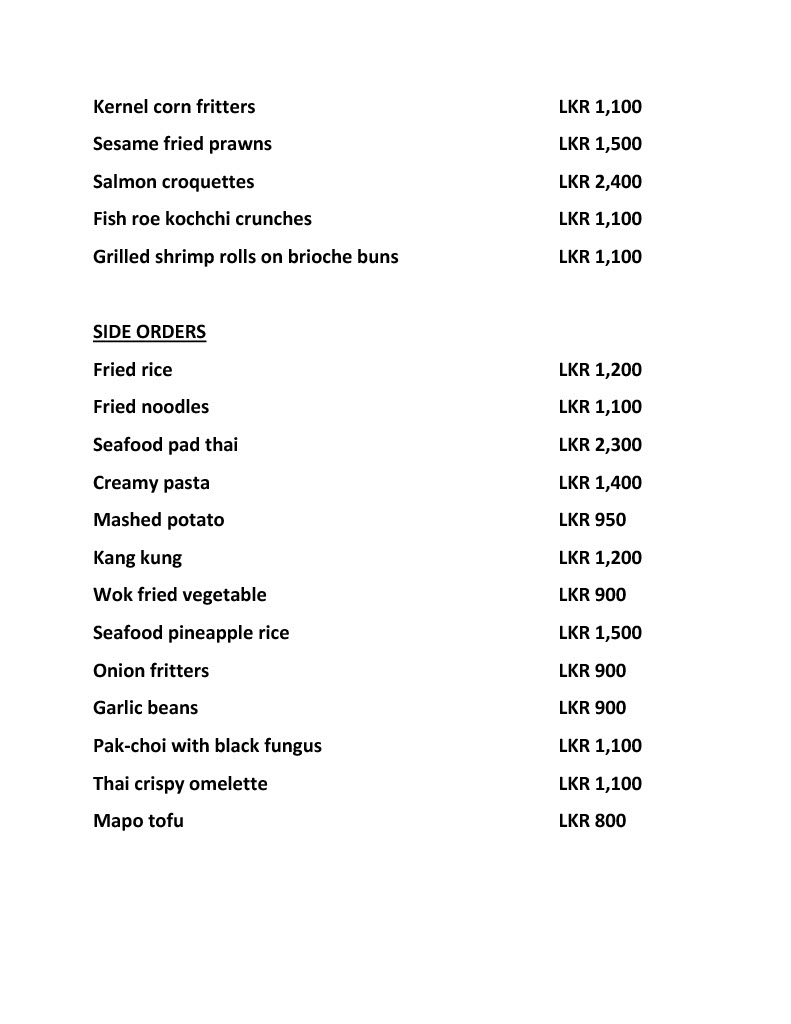 Kernel corn fritters LKR 1,100
Sesame fried prawns LKR 1,500
Salmon croquettes LKR 2,400
Fish roe kochchi crunches LKR 1,100
Grilled shrimp rolls on brioche buns LKR 1,100
SIDE ORDERS
Fried rice LKR 1,200
Fried noodles LKR 1,100
Seafood pad thai LKR 2,300
Creamy pasta LKR 1,400
Mashed potato LKR 950
Kang kung LKR 1,200
Wok fried vegetable LKR 900
Seafood pineapple rice LKR 1,500
Onion fritters LKR 900
Garlic beans LKR 900
Pak-choi with black fungus LKR 1,100
Thai crispy omelette LKR 1,100
Mapo tofu LKR 800